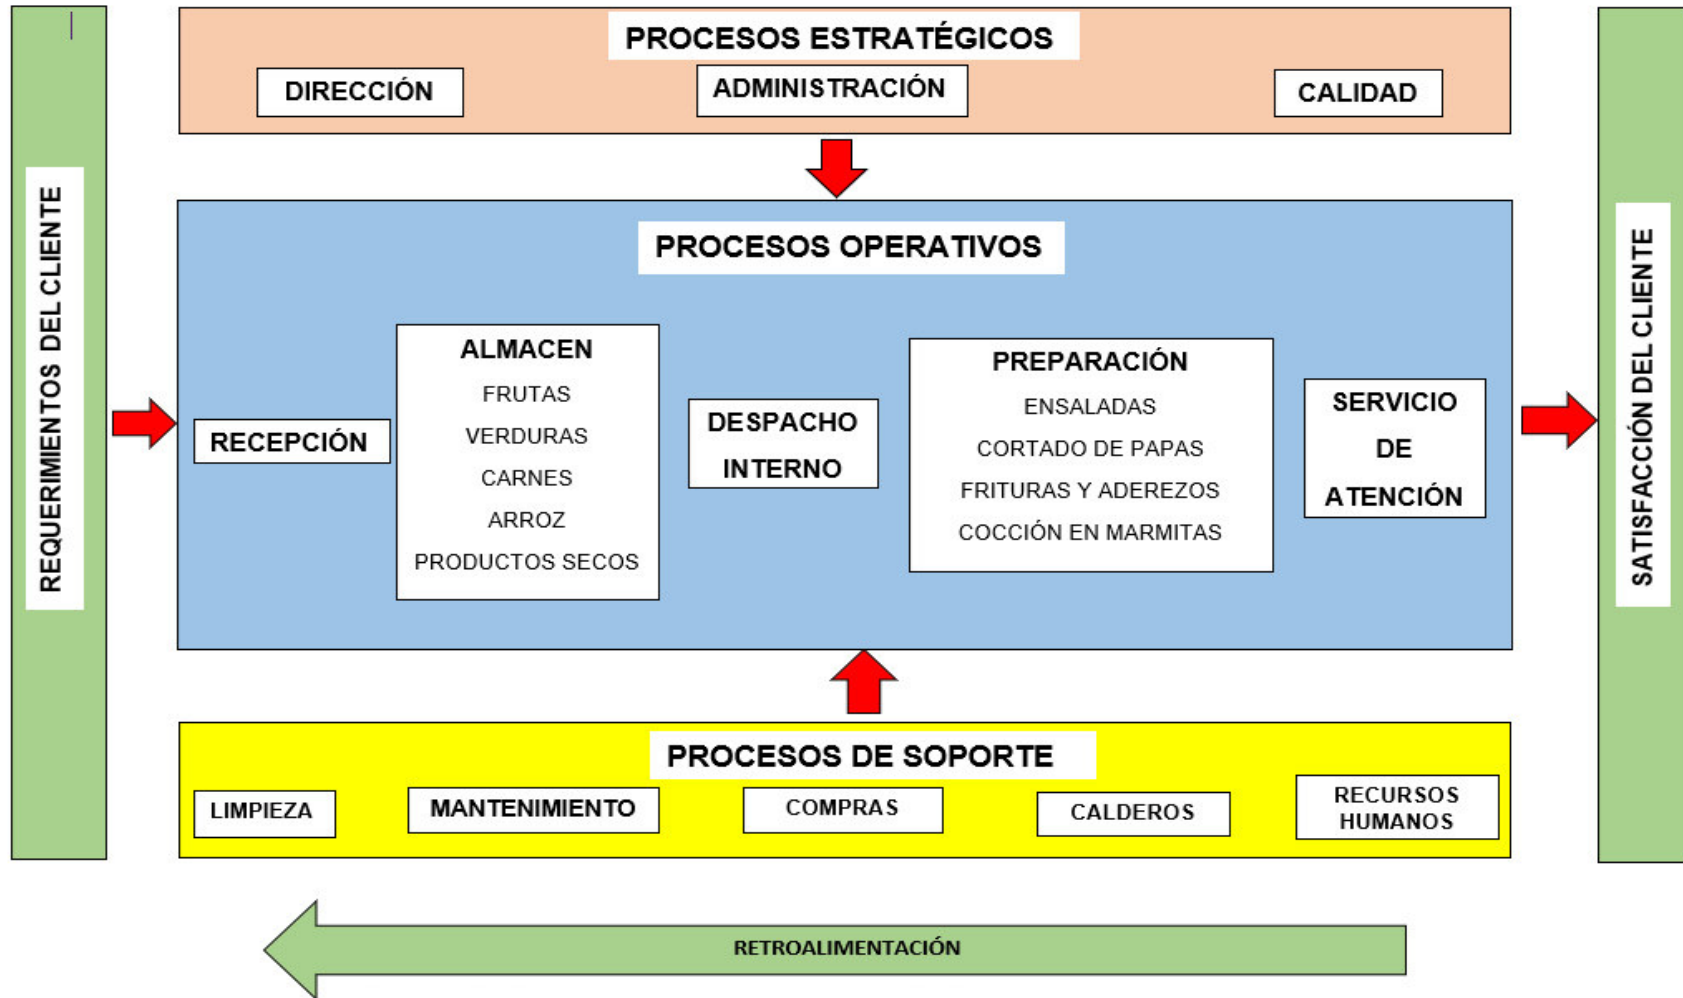 PROCESOS ESTRATÉGICOS
DIRECCIÓN
ADMINISTRACIÓN
CALIDAD
REQUERIMIENTOS DEL CLIENTE
PROCESOS OPERATIVOS
RECEPCIÓN
ALMACEN
FRUTAS
VERDURAS
CARNES
ARROZ
PRODUCTOS SECOS
DESPACHO
INTERNO
PREPARACIÓN
ENSALADAS
CORTADO DE PAPAS
FRITURAS Y ADEREZOS
COCCIÓN EN MARMITAS
SERVICIO
DE
ATENCIÓN
SATISFACCIÓN DEL CLIENTE
PROCESOS DE SOPORTE
LIMPIEZA
MANTENIMIENTO
COMPRAS
CALDEROS
RECURSOS
HUMANOS
RETROALIMENTACIÓN